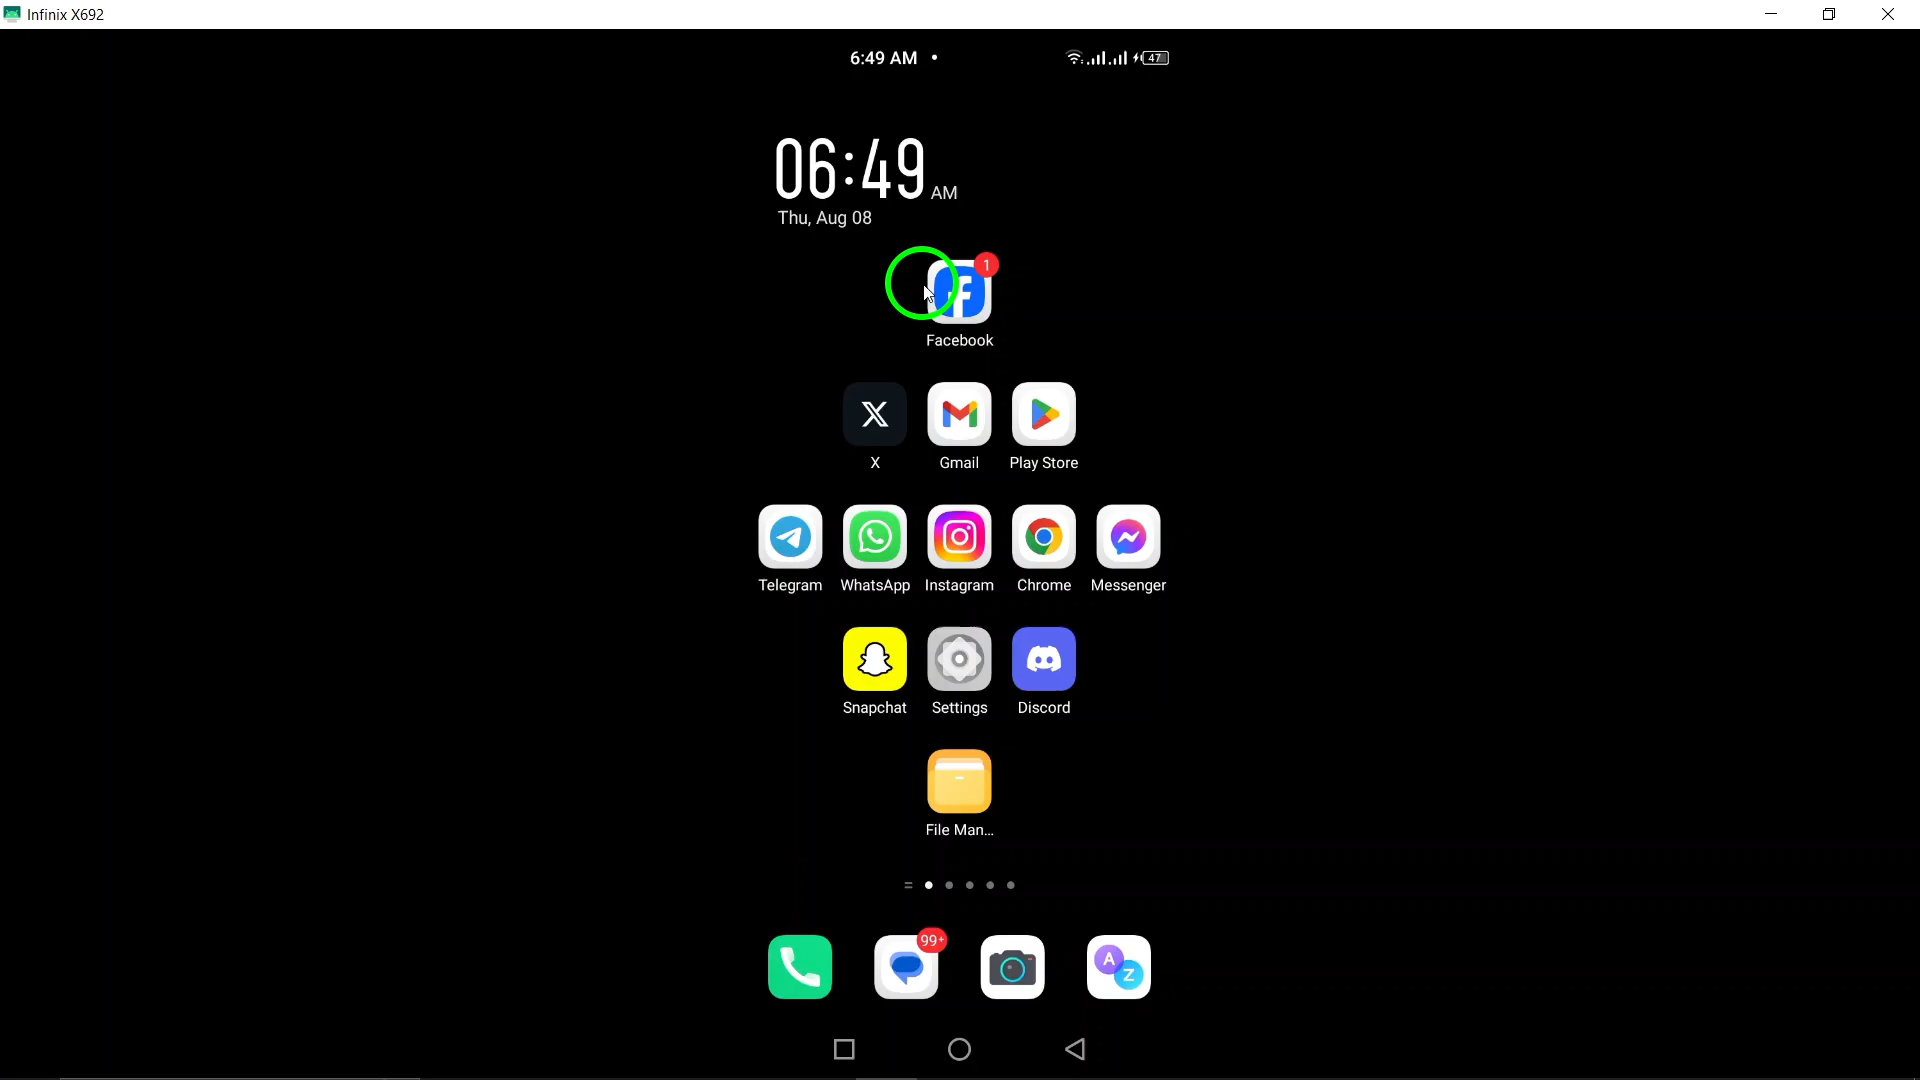 Infinix X692
6:49 AM
47
06:49 AM
Thu, Aug 08
1
Facebook
X
Gmail
Play Store
Telegram
WhatsApp
Instagram
Chrome
Messenger
Snapchat
Settings
Discord
File Man...
99+
A
Z